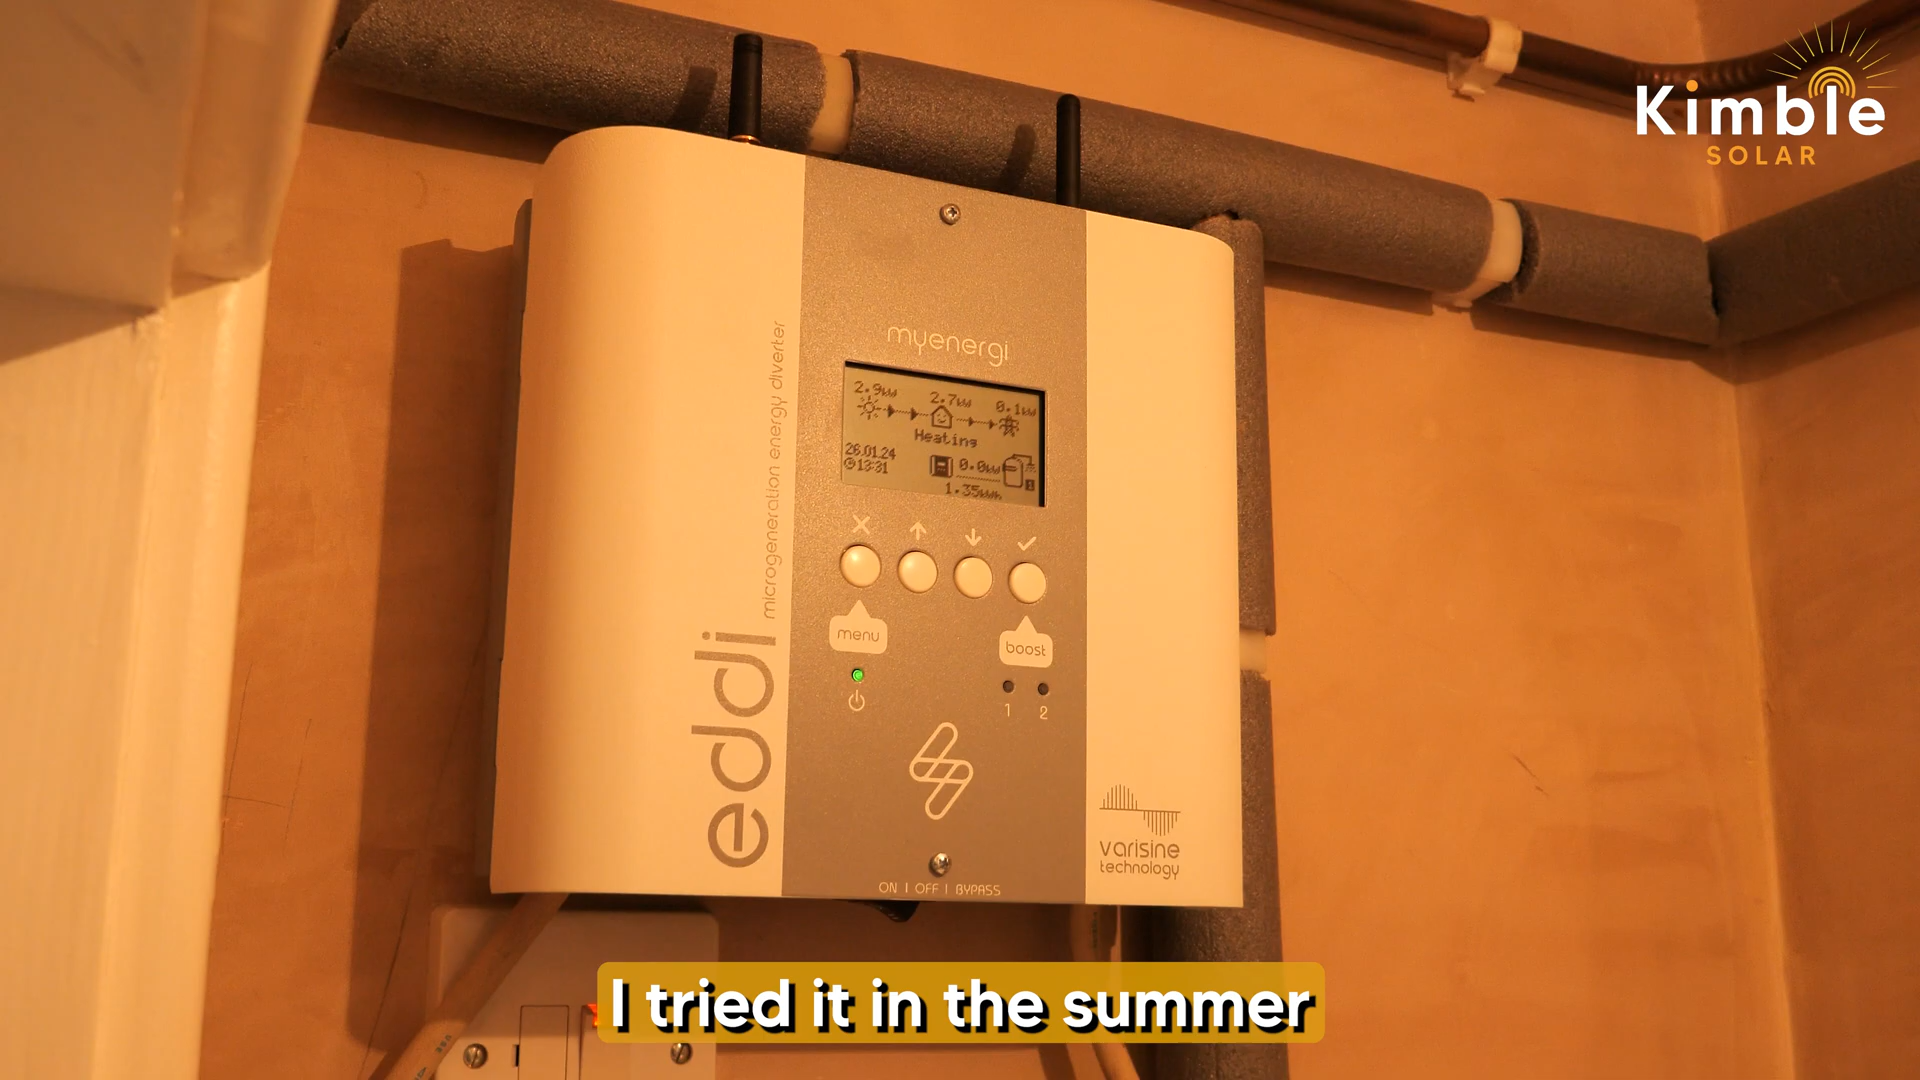 Kimble
SOLAR
myenergi
2.9kW
2.7kW
0.1kW
Heating
26.01.24
13:31
0.0kW
1.35kWh
menu
boost
1 2
eddi
microgeneration energy diverter
varisine
technology
ON | OFF | BYPASS
I tried it in the summer